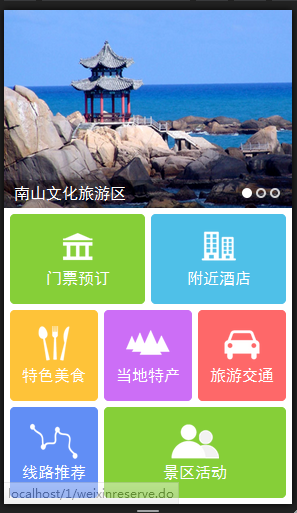 南山文化旅游区
门票预订
附近酒店
特色美食
当地特产
旅游交通
线路推荐
景区活动
localhost/1/weixinreserve.do